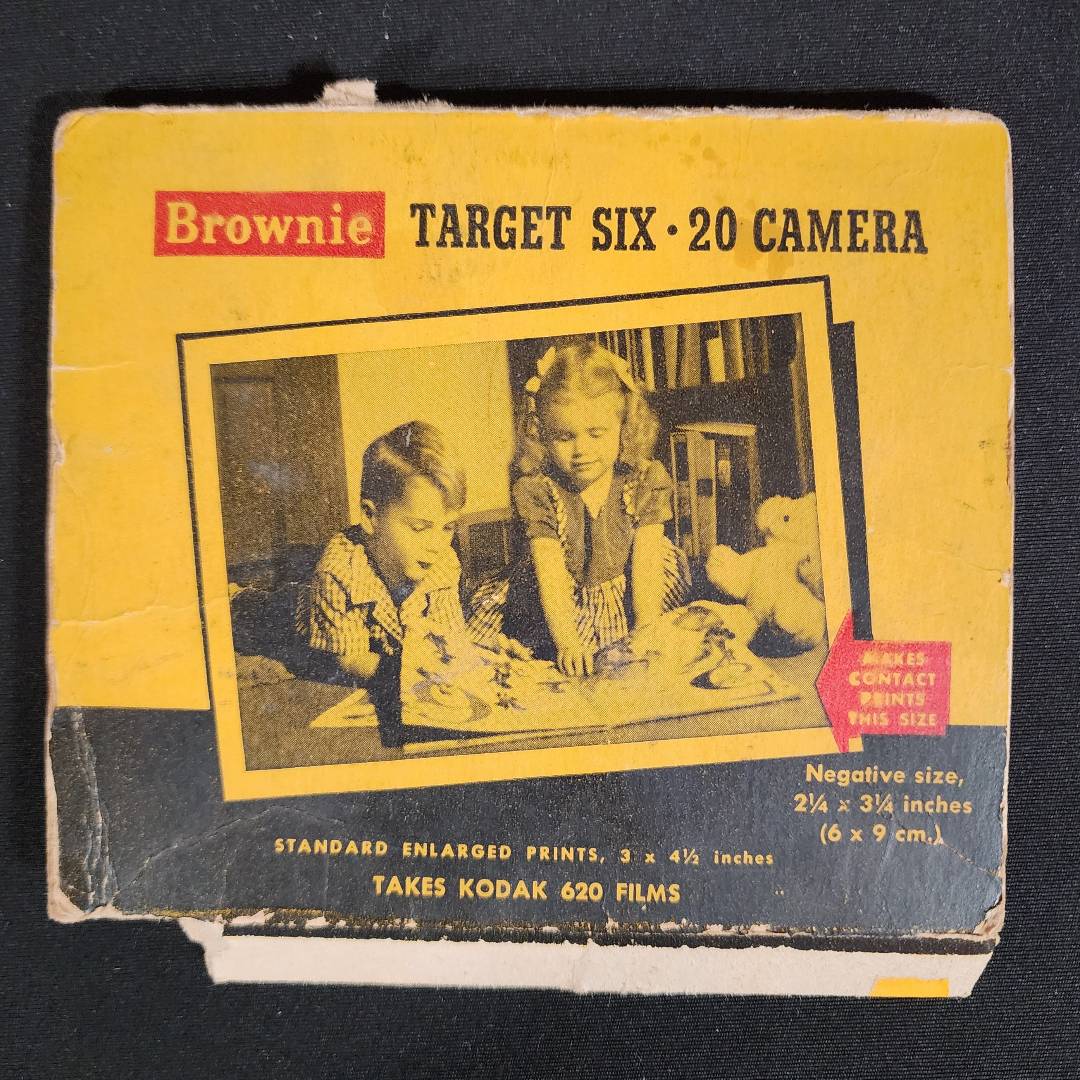 Brownie TARGET SIX·20 CAMERA
MAKES
CONTACT
PRINTS
THIS SIZE
Negative size,
2¼ x 3¼ inches
(6 x 9 cm.)
STANDARD ENLARGED PRINTS, 3 x 4½ inches
TAKES KODAK 620 FILMS